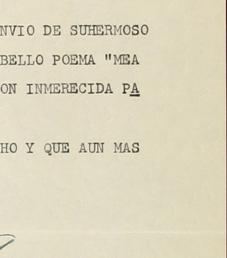 NVIO DE SUHERMOSO
BELLO POEMA "MEA
ON INMERECIDA PA
HO Y QUE AUN MAS